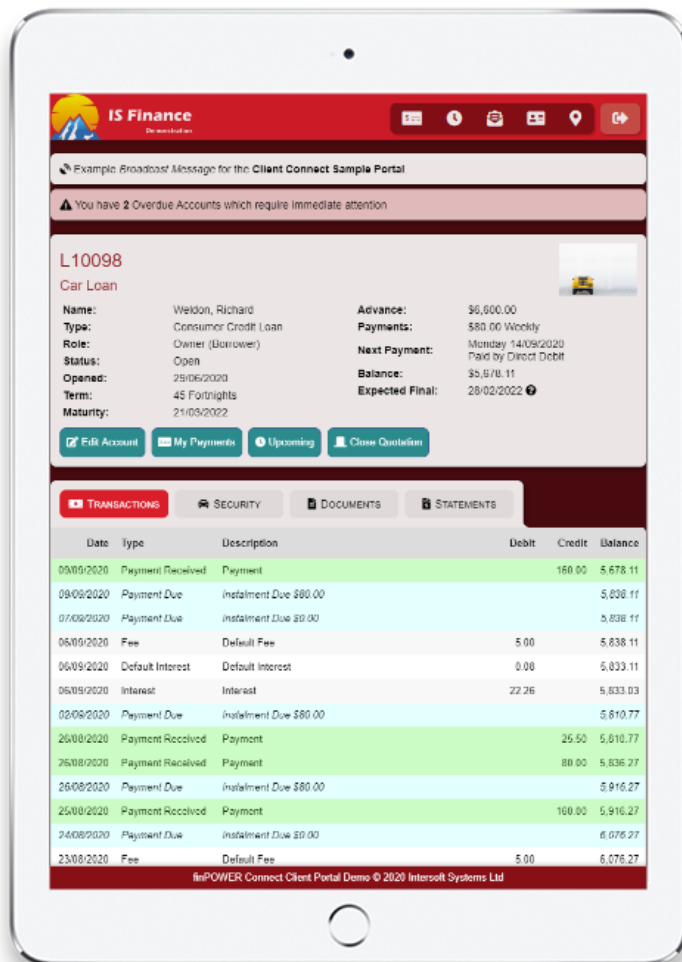 IS Finance
Demonstration
Example Broadcast Message for the Client Connect Sample Portal
You have 2 Overdue Accounts which require immediate attention
L10098
Car Loan
Name: Weldon, Richard
Type: Consumer Credit Loan
Role: Owner (Borrower)
Status: Open
Opened: 29/06/2020
Term: 45 Fortnights
Maturity: 21/03/2022
Advance: $6,600.00
Payments: $80.00 Weekly
Next Payment: Monday 14/09/2020
Paid by Direct Debit
Balance: $5,678.11
Expected Final: 28/02/2022
Edit Account My Payments Upcoming Close Quotation
TRANSACTIONS SECURITY DOCUMENTS STATEMENTS
Date Type Description Debit Credit Balance
09/09/2020 Payment Received Payment 160.00 5,678.11
09/09/2020 Payment Due Instalment Due $80.00 5,838.11
07/09/2020 Payment Due Instalment Due $0.00 5,838.11
06/09/2020 Fee Default Fee 5.00 5,838.11
06/09/2020 Default Interest Default Interest 0.08 5,833.11
06/09/2020 Interest Interest 22.26 5,833.03
02/09/2020 Payment Due Instalment Due $80.00 5,810.77
26/08/2020 Payment Received Payment 25.50 5,810.77
26/08/2020 Payment Received Payment 80.00 5,836.27
26/08/2020 Payment Due Instalment Due $80.00 5,916.27
25/08/2020 Payment Received Payment 160.00 5,916.27
24/08/2020 Payment Due Instalment Due $0.00 6,076.27
23/08/2020 Fee Default Fee 5.00 6,076.27
finPOWER Connect Client Portal Demo © 2020 Intersoft Systems Ltd